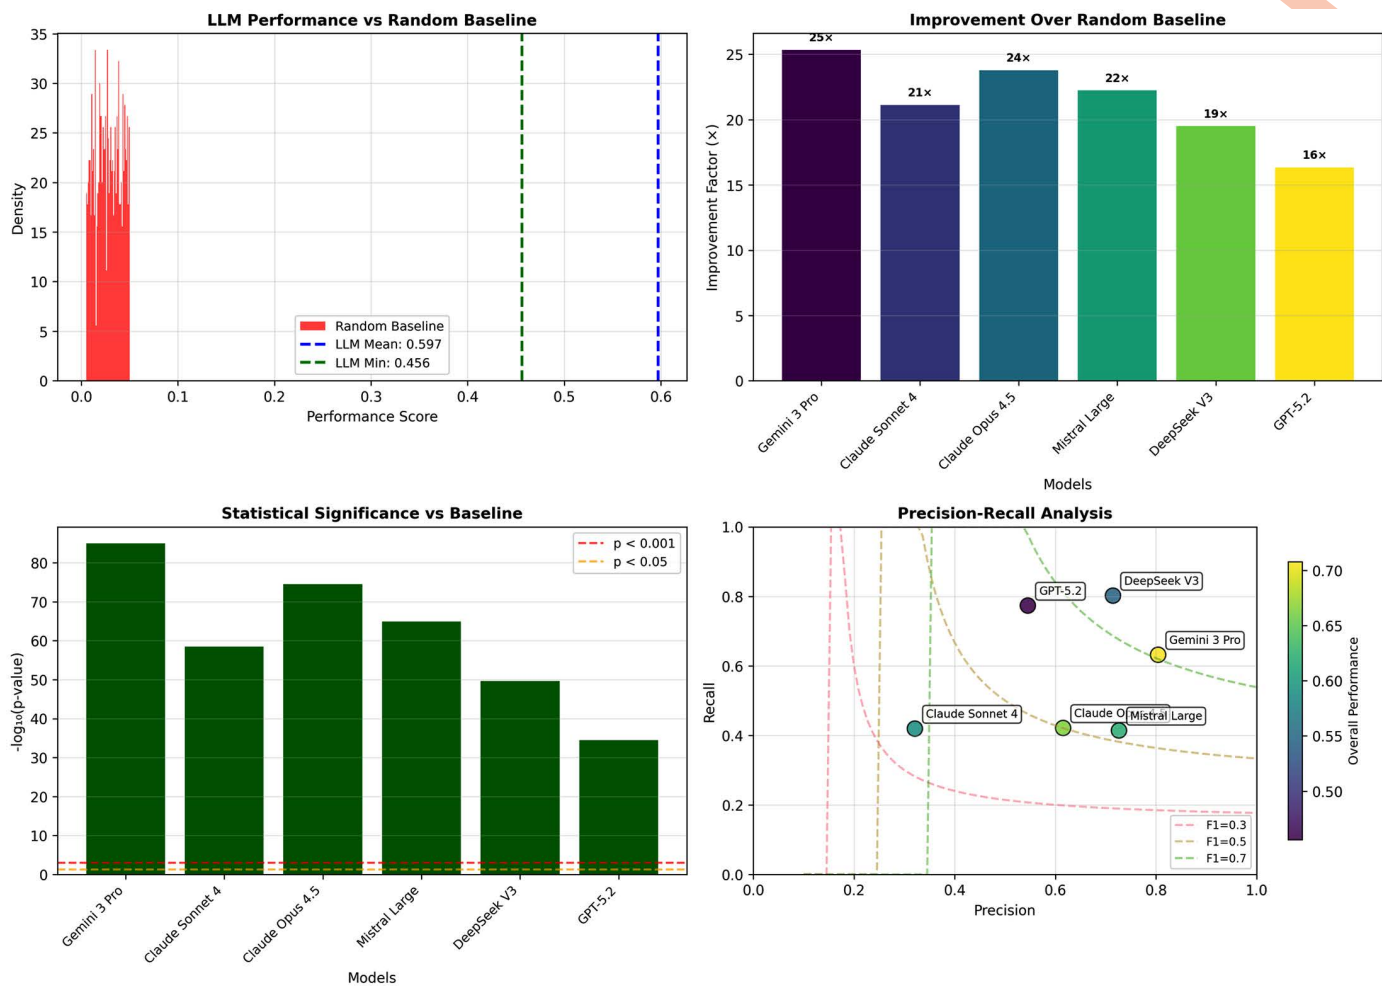 LLM Performance vs Random Baseline
35
30
25
20
15
10
5
0
Density
0.0 0.1 0.2 0.3 0.4 0.5 0.6
Performance Score
Random Baseline
LLM Mean: 0.597
LLM Min: 0.456
Improvement Over Random Baseline
25
20
15
10
5
0
Improvement Factor (×)
25×
21×
24×
22×
19×
16×
Gemini 3 Pro
Claude Sonnet 4
Claude Opus 4.5
Mistral Large
DeepSeek V3
GPT-5.2
Models
Statistical Significance vs Baseline
80
70
60
50
40
30
20
10
0
-log₁₀(p-value)
p < 0.001
p < 0.05
Gemini 3 Pro
Claude Sonnet 4
Claude Opus 4.5
Mistral Large
DeepSeek V3
GPT-5.2
Models
Precision-Recall Analysis
1.0
0.8
0.6
0.4
0.2
0.0
Recall
GPT-5.2
DeepSeek V3
Gemini 3 Pro
Claude Sonnet 4
Claude
Mistral Large
F1=0.3
F1=0.5
F1=0.7
0.0 0.2 0.4 0.6 0.8 1.0
Precision
0.70
0.65
0.60
0.55
0.50
Overall Performance